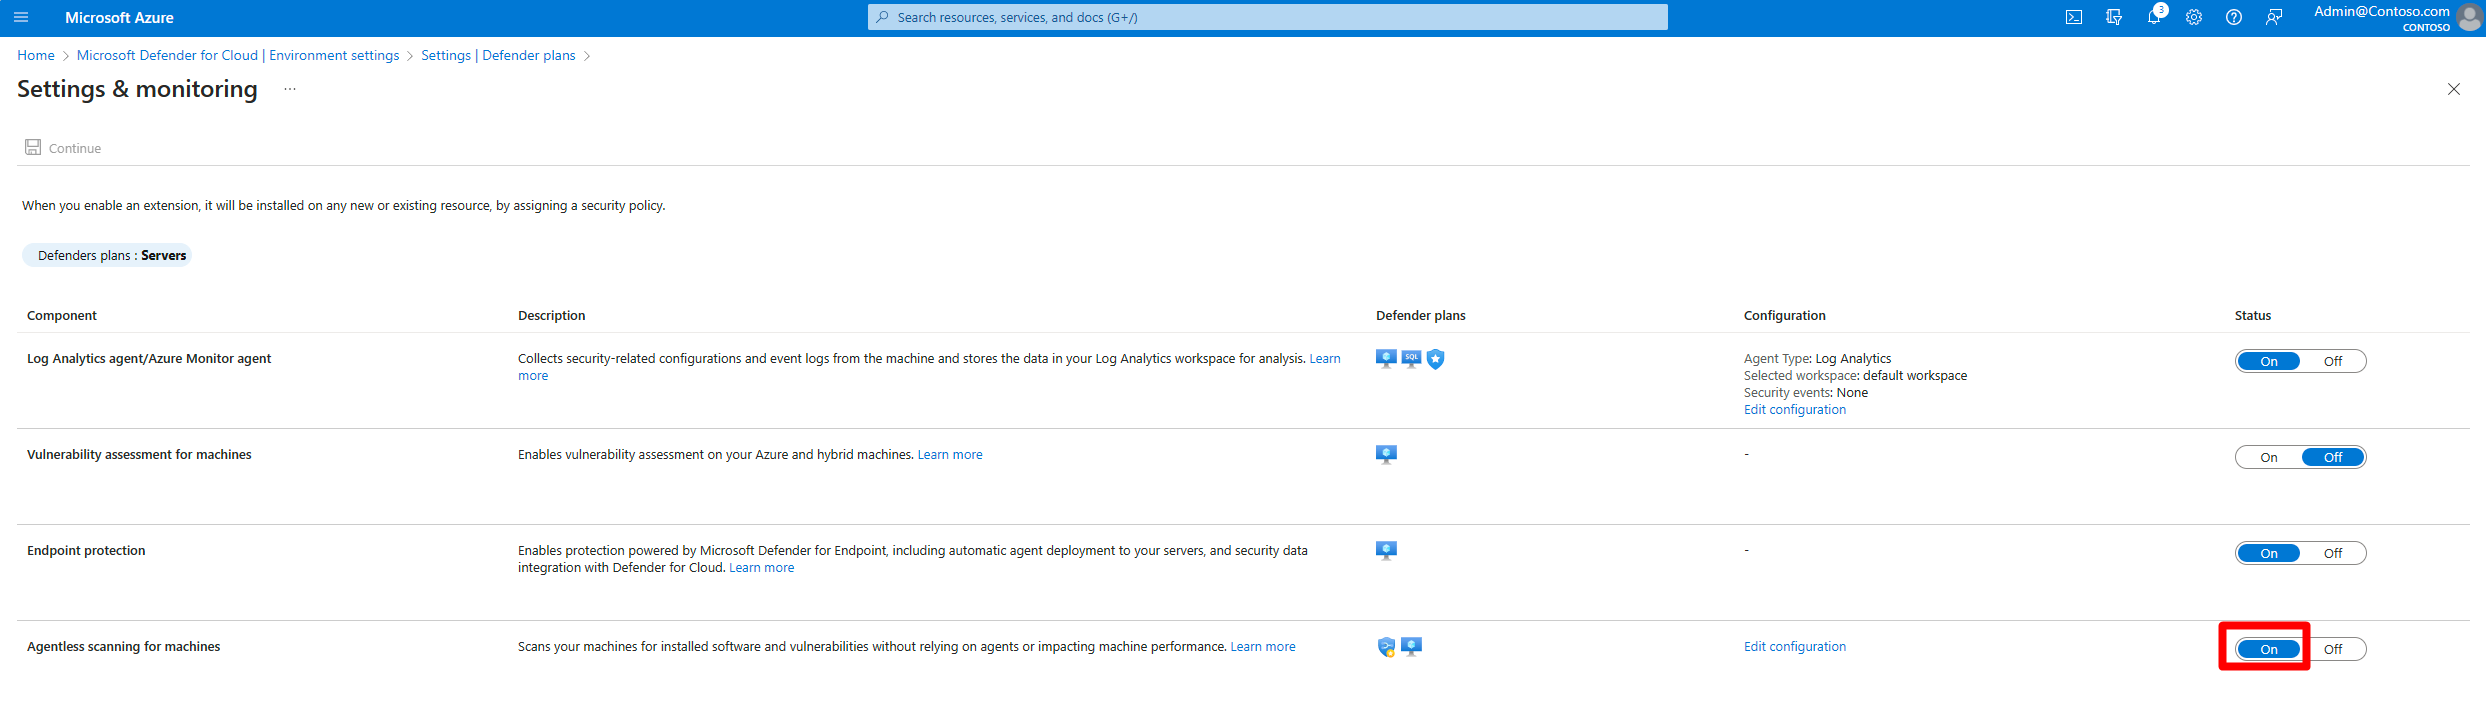 Microsoft Azure
Search resources, services, and docs (G+/)
3
Admin@Contoso.com
CONTOSO
Home > Microsoft Defender for Cloud | Environment settings > Settings | Defender plans >
Settings & monitoring ...
Continue
When you enable an extension, it will be installed on any new or existing resource, by assigning a security policy.
Defenders plans : Servers
Component Description Defender plans Configuration Status
Log Analytics agent/Azure Monitor agent
Collects security-related configurations and event logs from the machine and stores the data in your Log Analytics workspace for analysis. Learn
more
SQL
Agent Type: Log Analytics
Selected workspace: default workspace
Security events: None
Edit configuration
On Off
Vulnerability assessment for machines
Enables vulnerability assessment on your Azure and hybrid machines. Learn more
-
On Off
Endpoint protection
Enables protection powered by Microsoft Defender for Endpoint, including automatic agent deployment to your servers, and security data
integration with Defender for Cloud. Learn more
-
On Off
Agentless scanning for machines
Scans your machines for installed software and vulnerabilities without relying on agents or impacting machine performance. Learn more
Edit configuration
On Off